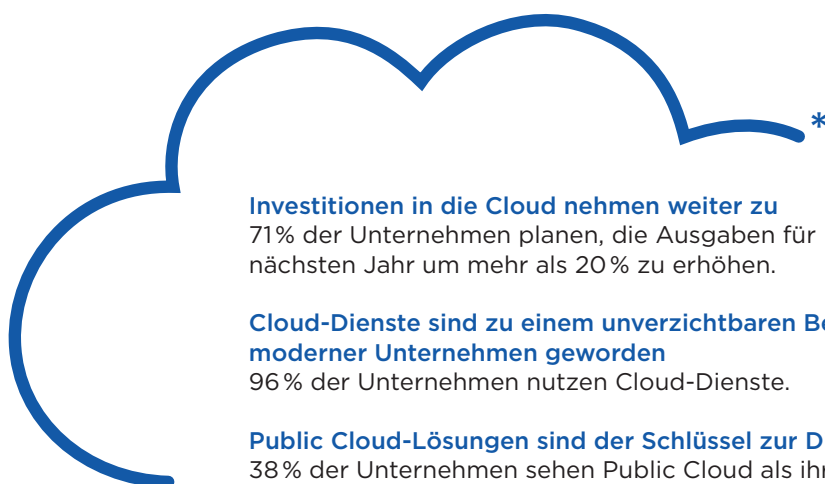 *
Investitionen in die Cloud nehmen weiter zu
71% der Unternehmen planen, die Ausgaben für
nächsten Jahr um mehr als 20% zu erhöhen.
Cloud-Dienste sind zu einem unverzichtbaren
moderner Unternehmen geworden
96% der Unternehmen nutzen Cloud-Dienste.
Public Cloud-Lösungen sind der Schlüssel zur
38% der Unternehmen sehen Public Cloud als